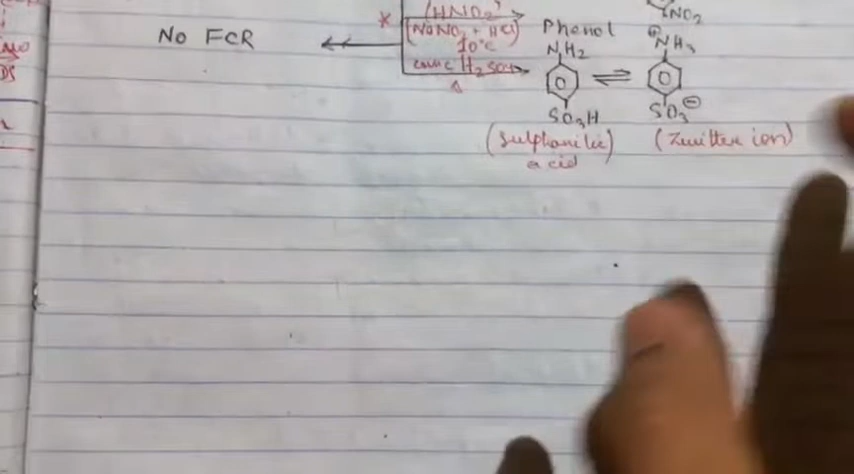 (HNO2)
NO2
(NaNO2 + HCl) Phenol
No FCR
10°C
NH2 ⊕NH3
conc H2SO4
Δ
SO3H SO3⊖
(Sulphanilic (Zwitter ion)
acid